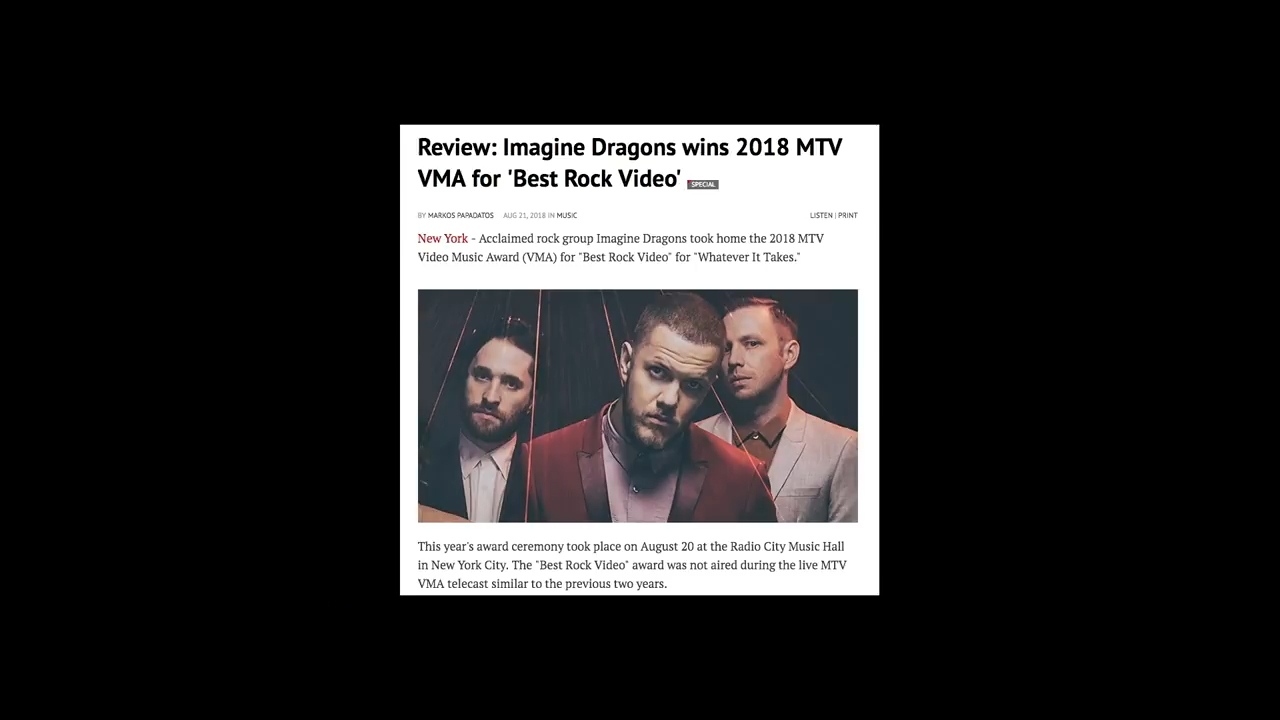 Review: Imagine Dragons wins 2018 MTV
VMA for 'Best Rock Video' SPECIAL
BY MARKOS PAPADATOS AUG 21, 2018 IN MUSIC LISTEN | PRINT
New York - Acclaimed rock group Imagine Dragons took home the 2018 MTV
Video Music Award (VMA) for "Best Rock Video" for "Whatever It Takes."
This year's award ceremony took place on August 20 at the Radio City Music Hall
in New York City. The "Best Rock Video" award was not aired during the live MTV
VMA telecast similar to the previous two years.